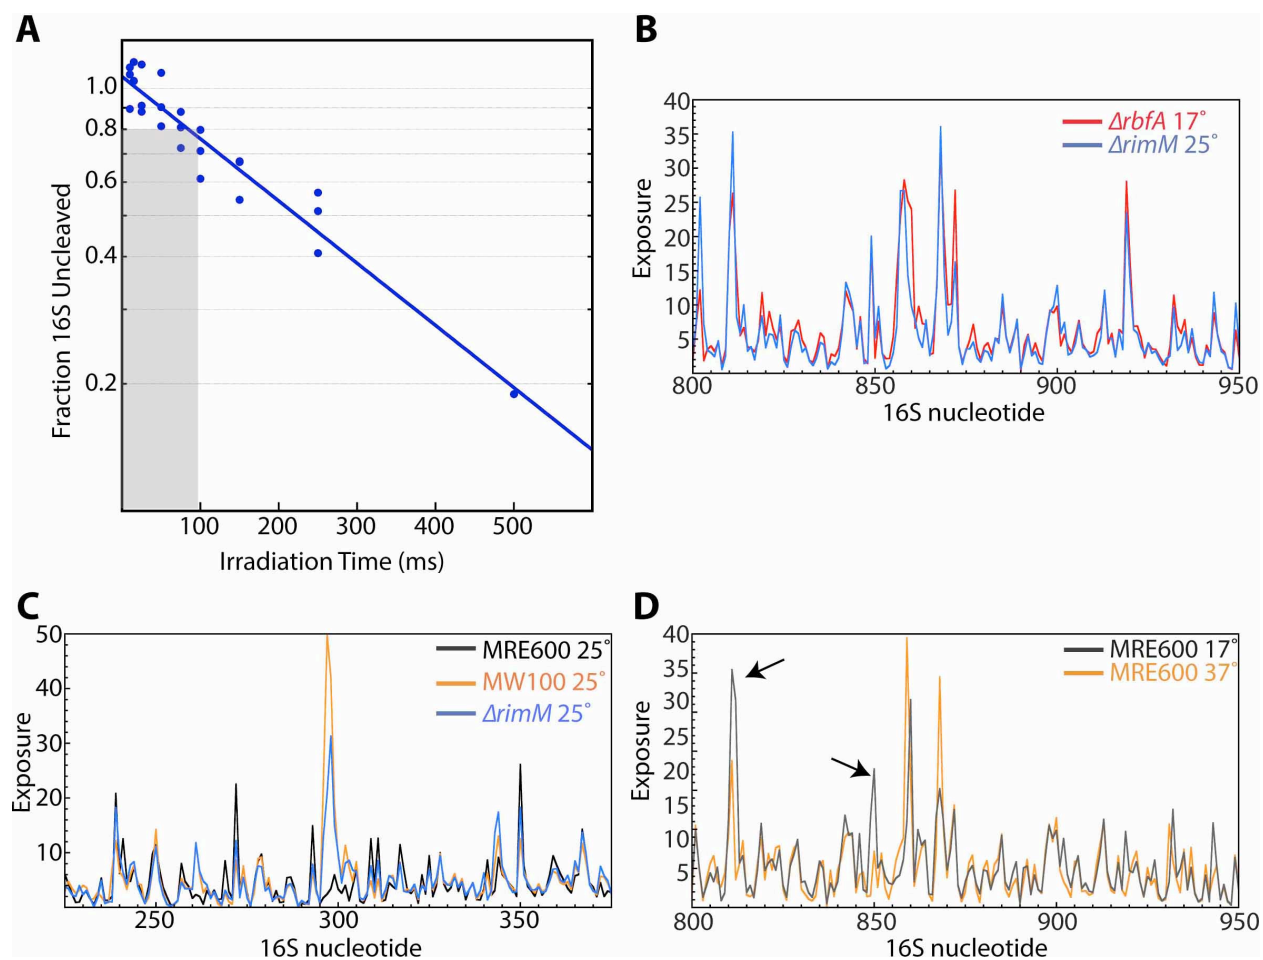 A
1.0
0.8
0.6
0.4
0.2
Fraction 16S Uncleaved
100 200 300 400 500
Irradiation Time (ms)
B
40
35
30
25
20
15
10
5
Exposure
ΔrbfA 17°
ΔrimM 25°
800 850 900 950
16S nucleotide
C
50
40
30
20
10
Exposure
MRE600 25°
MW100 25°
ΔrimM 25°
250 300 350
16S nucleotide
D
40
35
30
25
20
15
10
5
Exposure
MRE600 17°
MRE600 37°
800 850 900 950
16S nucleotide